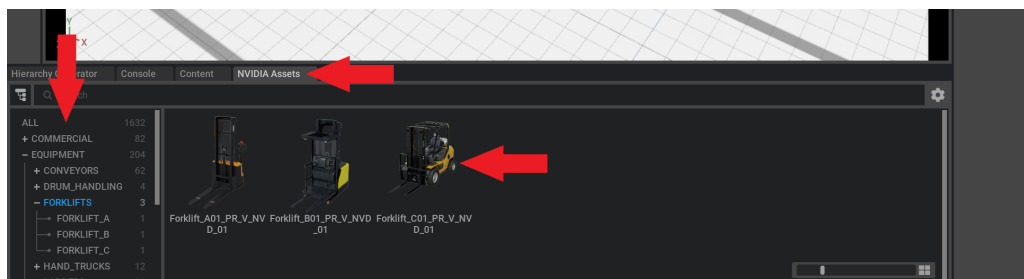 Y
X
Hierarchy
rator
Console
Content
NVIDIA Assets
ALL 1632
+ COMMERCIAL 82
− EQUIPMENT 204
+ CONVEYORS 62
+ DRUM_HANDLING 4
− FORKLIFTS 3
FORKLIFT_A 1
FORKLIFT_B 1
FORKLIFT_C 1
+ HAND_TRUCKS 12
Forklift_A01_PR_V_NV
D_01
Forklift_B01_PR_V_NVD
_01
Forklift_C01_PR_V_NV
D_01